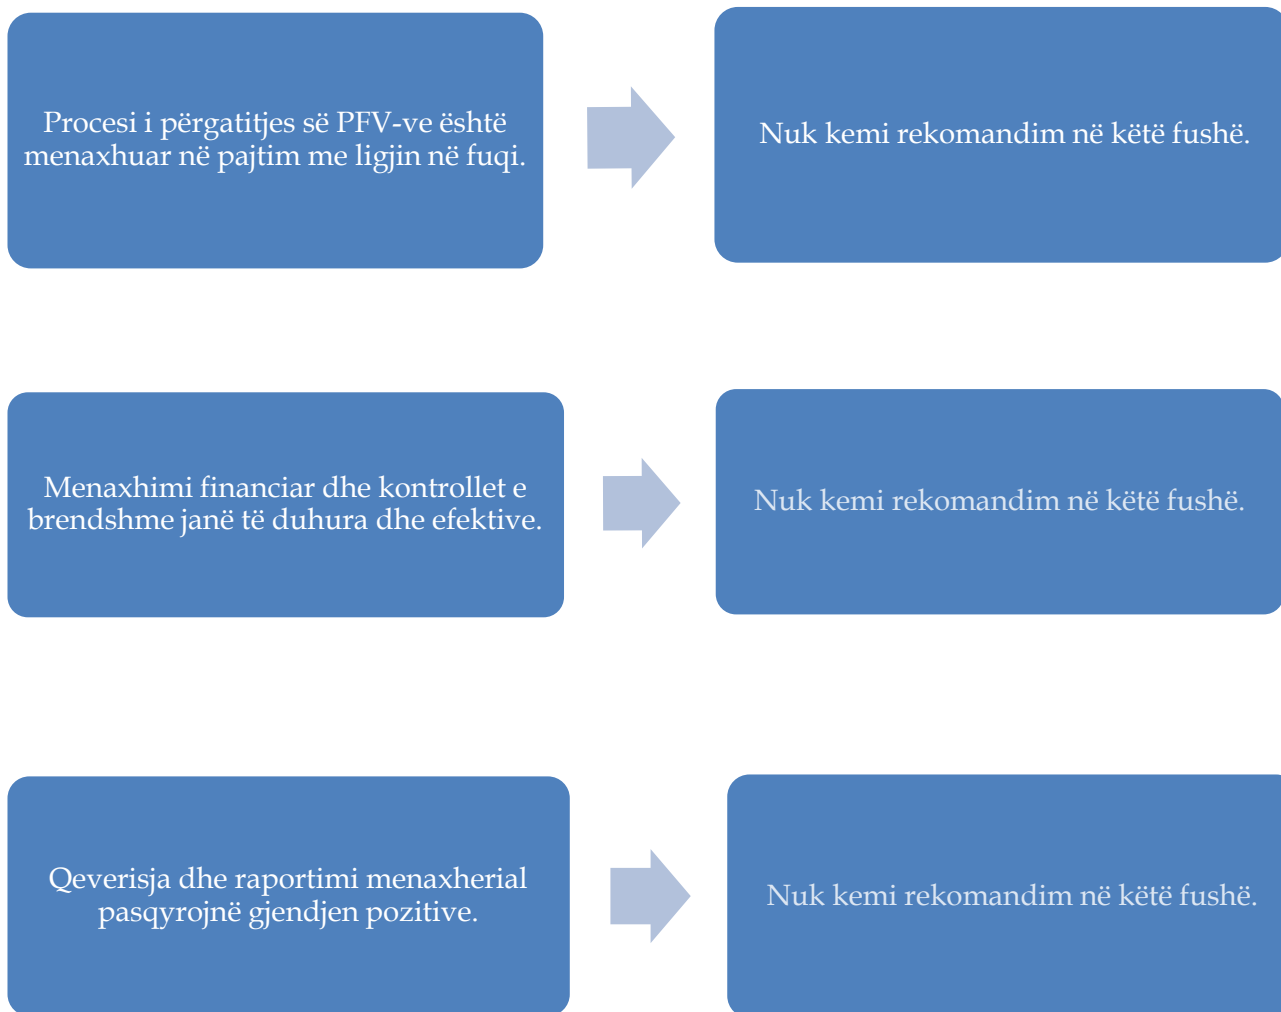 Procesi i përgatitjes së PFV-ve është
menaxhuar në pajtim me ligjin në fuqi.
Nuk kemi rekomandim në këtë fushë.
Menaxhimi financiar dhe kontrollet e
brendshme janë të duhura dhe efektive.
Nuk kemi rekomandim në këtë fushë.
Qeverisja dhe raportimi menaxherial
pasqyrojnë gjendjen pozitive.
Nuk kemi rekomandim në këtë fushë.